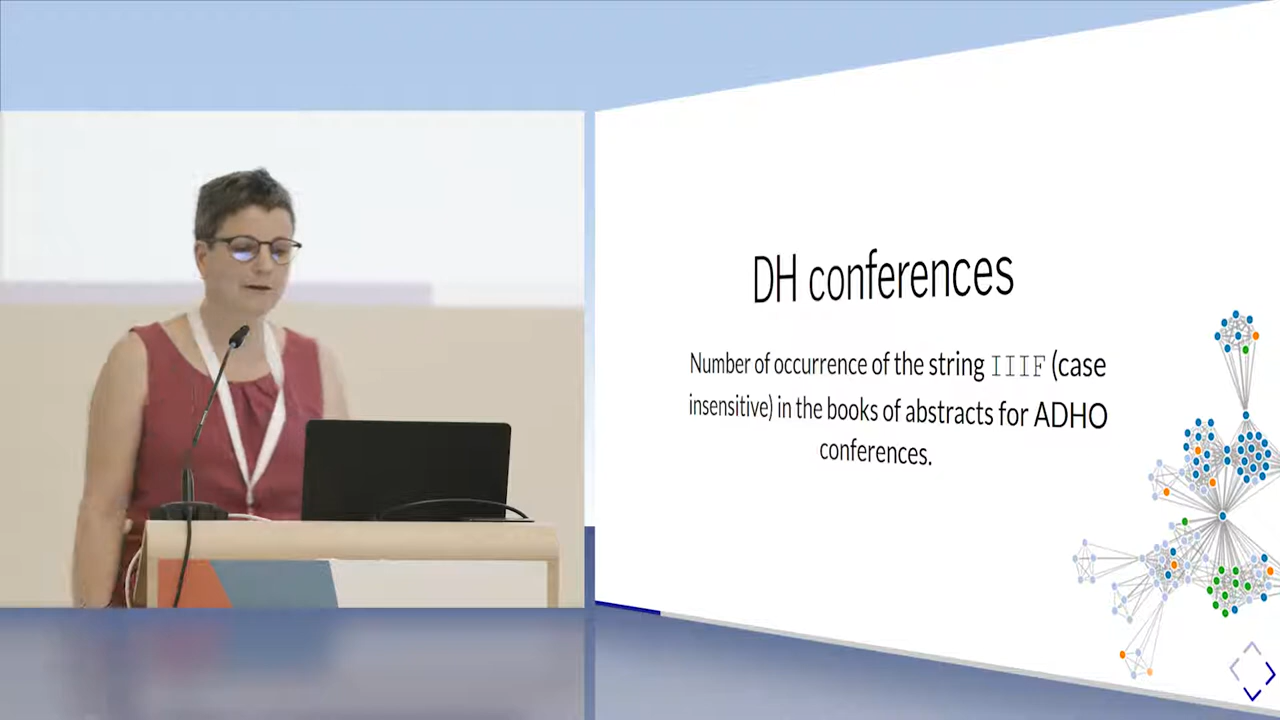 DH conferences
Number of occurrence of the string IIIF (case
insensitive) in the books of abstracts for ADHO
conferences.